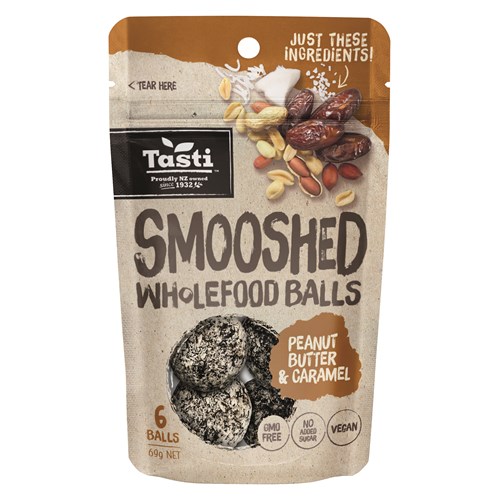 JUST THESE
INGREDIENTS!
< TEAR HERE
Tasti
Proudly NZ owned
since 1932
SMOOSHED
WHOLEFOOD BALLS
PEANUT
BUTTER
& CARAMEL
6
BALLS
69g NET
GMO
FREE
NO
ADDED
SUGAR
VEGAN